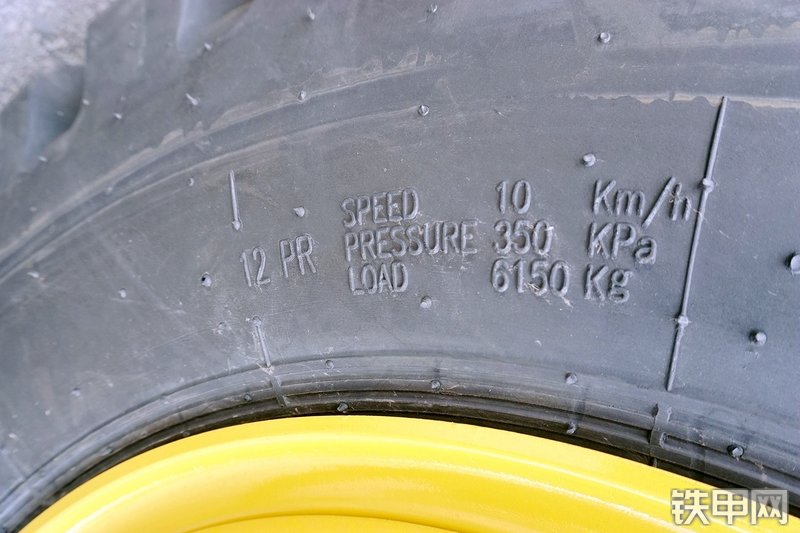 SPEED 10 Km/h
12 PR PRESSURE 350 KPa
LOAD 6150 Kg
铁甲网